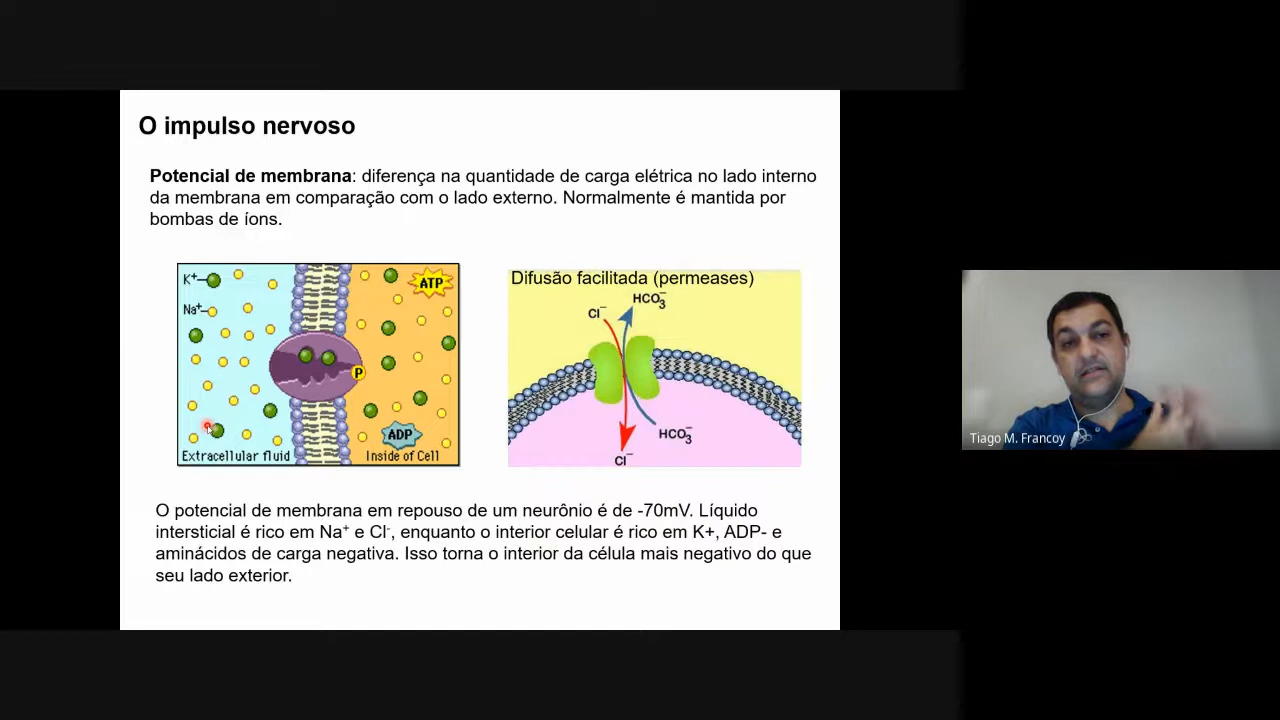 O impulso nervoso
Potencial de membrana: diferença na quantidade de carga elétrica no lado interno
da membrana em comparação com o lado externo. Normalmente é mantida por
bombas de íons.
K⁺
Na⁺
ATP
P
ADP
Extracellular fluid
Inside of Cell
Difusão facilitada (permeases)
Cl⁻
HCO₃⁻
HCO₃⁻
Cl⁻
O potencial de membrana em repouso de um neurônio é de -70mV. Líquido
intersticial é rico em Na⁺ e Cl⁻, enquanto o interior celular é rico em K+, ADP- e
aminácidos de carga negativa. Isso torna o interior da célula mais negativo do que
seu lado exterior.
Tiago M. Francoy